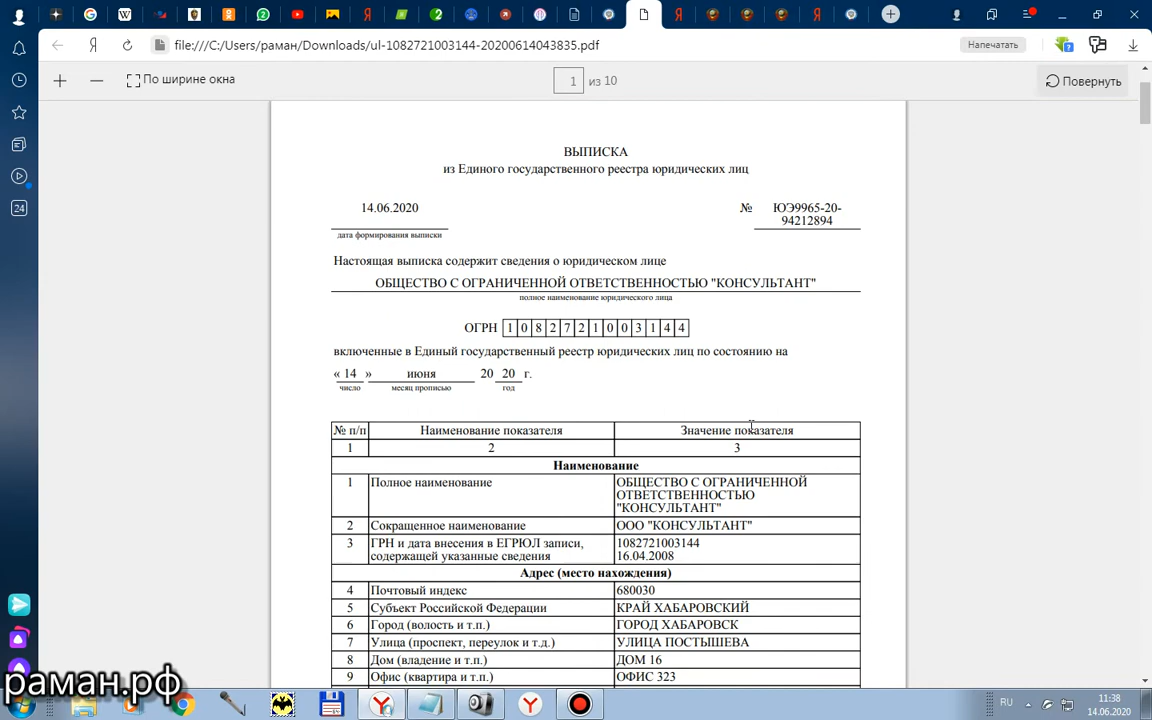 file:///C:/Users/раман/Downloads/ul-1082721003144-20200614043835.pdf
Напечатать
По ширине окна
1 из 10
Повернуть
24
ВЫПИСКА
из Единого государственного реестра юридических лиц
14.06.2020 № ЮЭ9965-20-
94212894
дата формирования выписки
Настоящая выписка содержит сведения о юридическом лице
ОБЩЕСТВО С ОГРАНИЧЕННОЙ ОТВЕТСТВЕННОСТЬЮ "КОНСУЛЬТАНТ"
полное наименование юридического лица
ОГРН 1 0 8 2 7 2 1 0 0 3 1 4 4
включенные в Единый государственный реестр юридических лиц по состоянию на
« 14 » июня 20 20 г.
число месяц прописью год
№ п/п Наименование показателя Значение показателя
1 2 3
Наименование
1 Полное наименование ОБЩЕСТВО С ОГРАНИЧЕННОЙ
ОТВЕТСТВЕННОСТЬЮ
"КОНСУЛЬТАНТ"
2 Сокращенное наименование ООО "КОНСУЛЬТАНТ"
3 ГРН и дата внесения в ЕГРЮЛ записи, 1082721003144
содержащей указанные сведения 16.04.2008
Адрес (место нахождения)
4 Почтовый индекс 680030
5 Субъект Российской Федерации КРАЙ ХАБАРОВСКИЙ
6 Город (волость и т.п.) ГОРОД ХАБАРОВСК
7 Улица (проспект, переулок и т.д.) УЛИЦА ПОСТЫШЕВА
8 Дом (владение и т.п.) ДОМ 16
9 Офис (квартира и т.п.) ОФИС 323
раман.рф
RU
11:38
14.06.2020